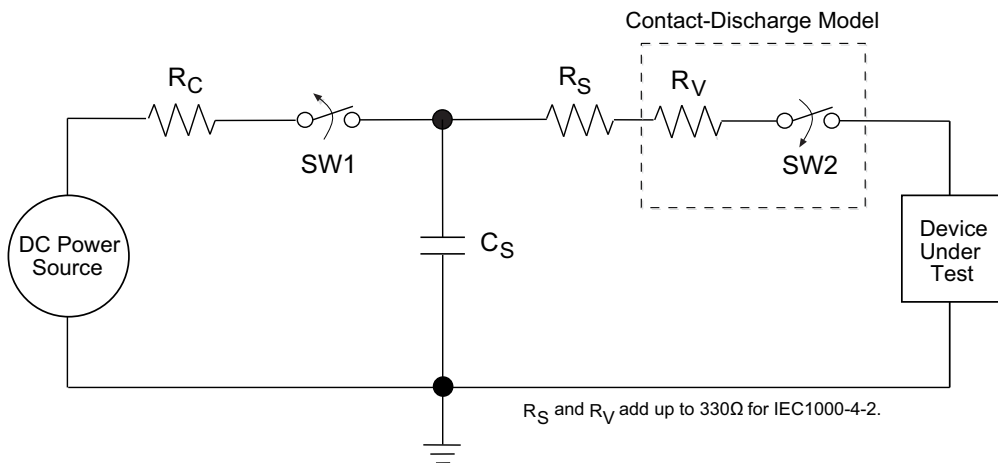 Contact-Discharge Model
RC
RS
RV
SW1
SW2
DC Power
Source
CS
Device
Under
Test
RS and RV add up to 330Ω for IEC1000-4-2.